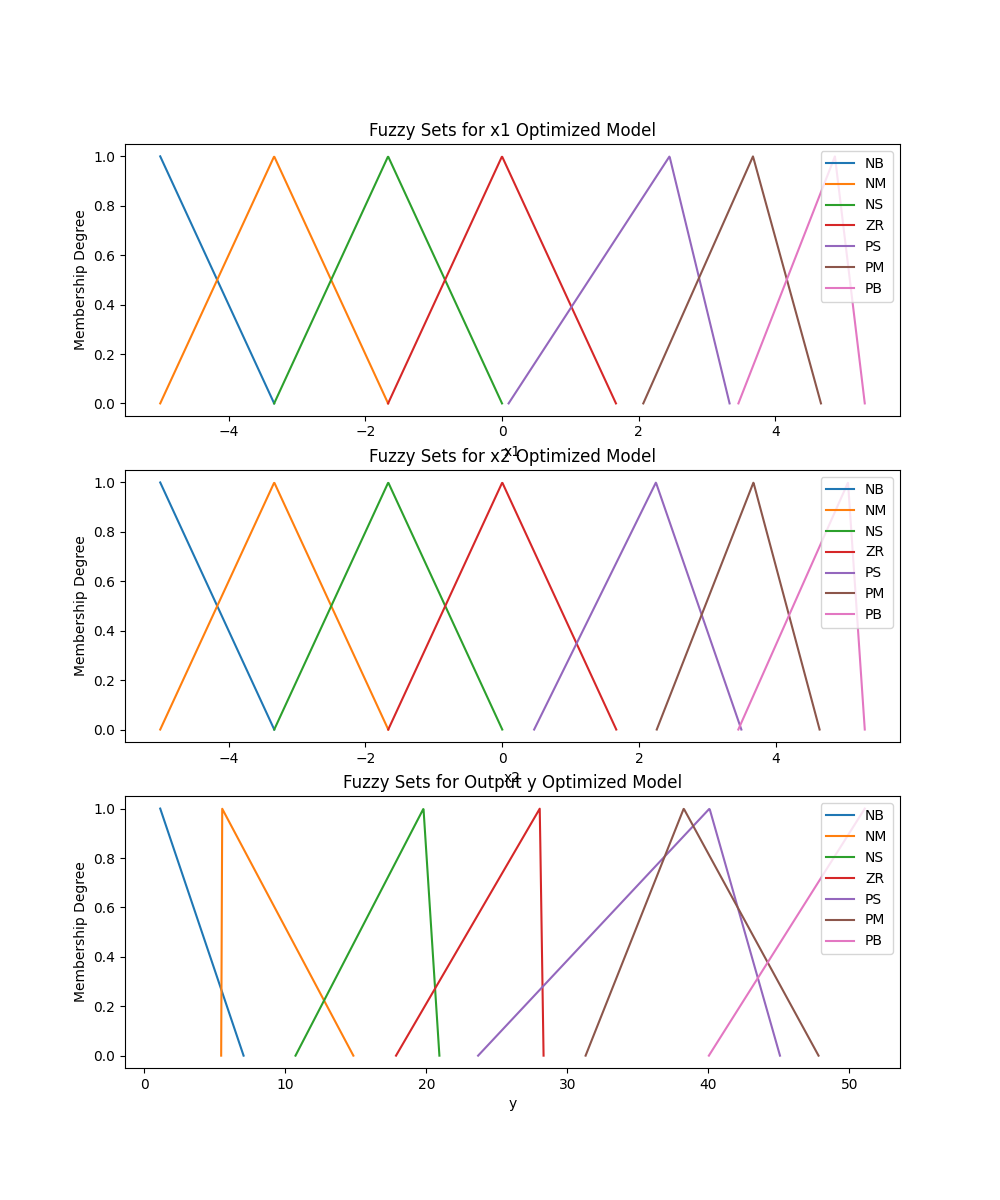 Fuzzy Sets for x1 Optimized Model
1.0
0.8
0.6
0.4
0.2
0.0
Membership Degree
NB
NM
NS
ZR
PS
PM
PB
−4 −2 0 2 4
x1
Fuzzy Sets for x2 Optimized Model
1.0
0.8
0.6
0.4
0.2
0.0
Membership Degree
NB
NM
NS
ZR
PS
PM
PB
−4 −2 0 2 4
x2
Fuzzy Sets for Output y Optimized Model
1.0
0.8
0.6
0.4
0.2
0.0
Membership Degree
NB
NM
NS
ZR
PS
PM
PB
0 10 20 30 40 50
y